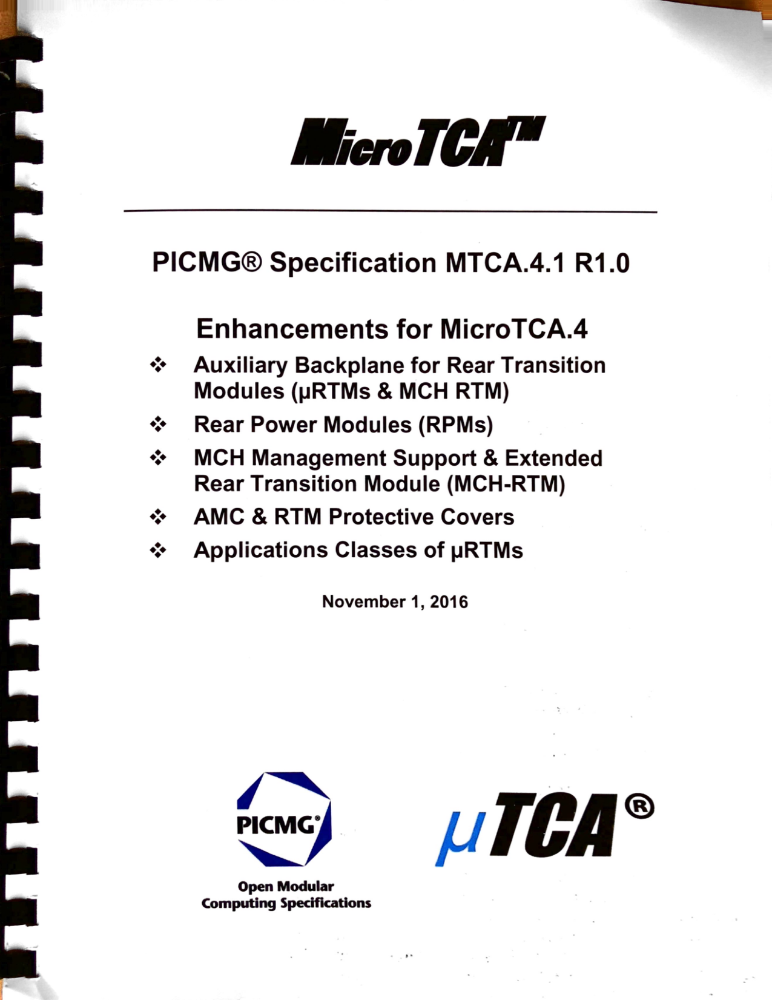 MicroTCA™
PICMG® Specification MTCA.4.1 R1.0
Enhancements for MicroTCA.4
❖ Auxiliary Backplane for Rear Transition
Modules (µRTMs & MCH RTM)
❖ Rear Power Modules (RPMs)
❖ MCH Management Support & Extended
Rear Transition Module (MCH-RTM)
❖ AMC & RTM Protective Covers
❖ Applications Classes of µRTMs
November 1, 2016
PICMG®
Open Modular
Computing Specifications
µTCA®